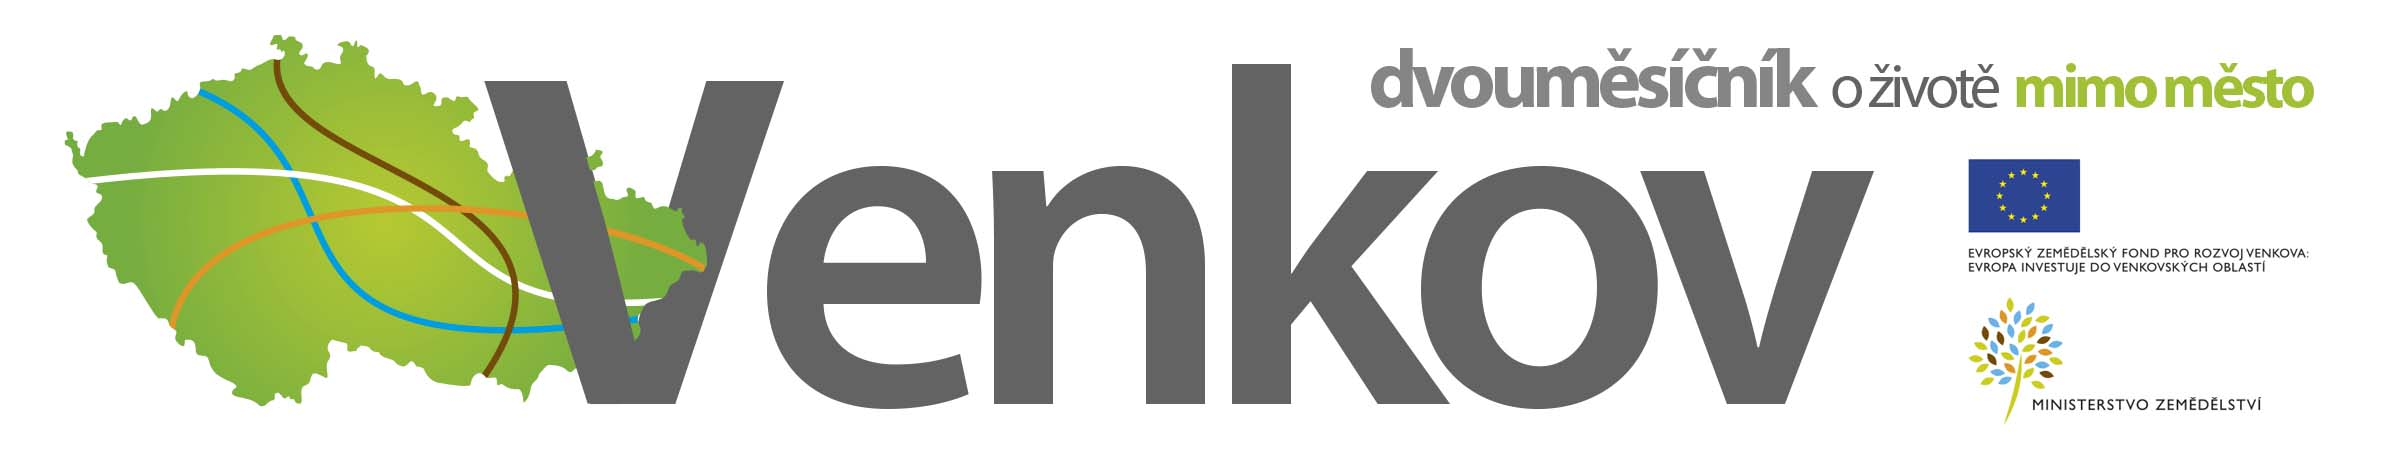 dvouměsíčník o životě mimo město
Venkov
EVROPSKÝ ZEMĚDĚLSKÝ FOND PRO ROZVOJ VENKOVA:
EVROPA INVESTUJE DO VENKOVSKÝCH OBLASTÍ
MINISTERSTVO ZEMĚDĚLSTVÍ